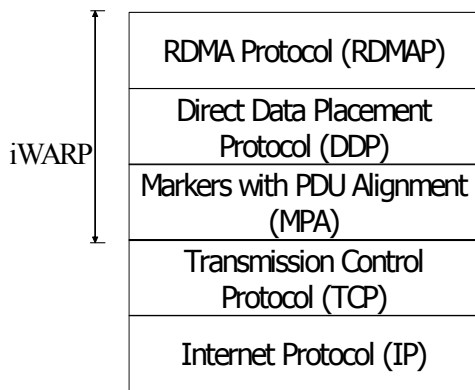 RDMA Protocol (RDMAP)
Direct Data Placement
Protocol (DDP)
iWARP
Markers with PDU Alignment
(MPA)
Transmission Control
Protocol (TCP)
Internet Protocol (IP)